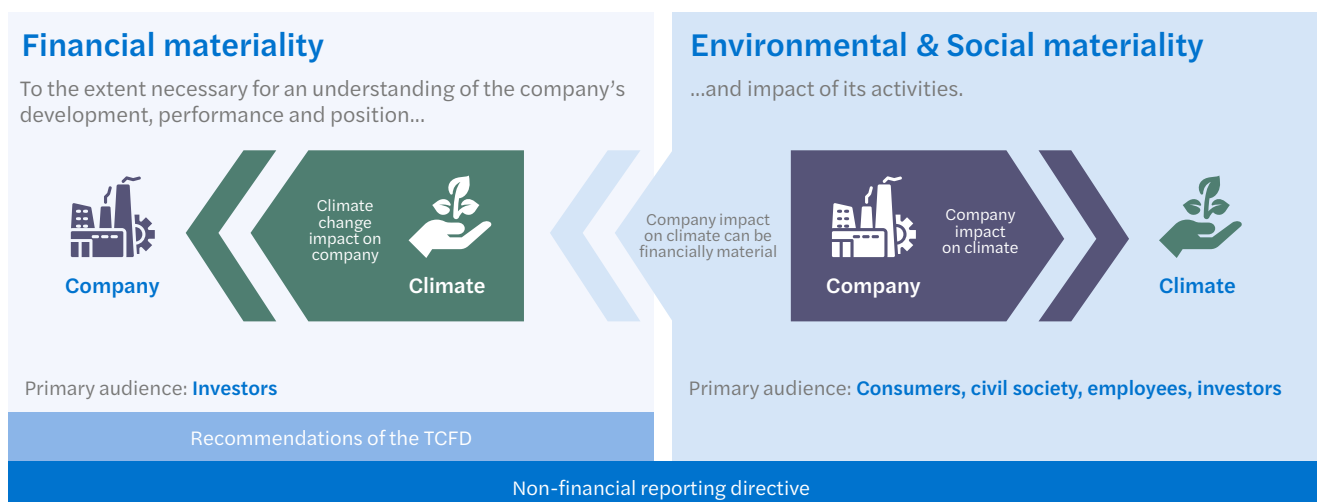 Financial materiality
To the extent necessary for an understanding of the company’s
development, performance and position...
Company
Climate
change
impact on
company
Climate
Primary audience: Investors
Recommendations of the TCFD
Environmental & Social materiality
...and impact of its activities.
Company impact
on climate can be
financially material
Company
Company
impact
on climate
Climate
Primary audience: Consumers, civil society, employees, investors
Non-financial reporting directive